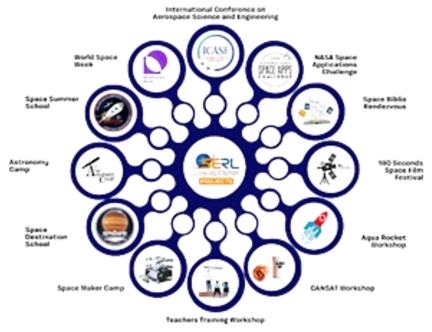 International Conference on
Aerospace Science and Engineering
World Space
Week
ICASE
NASA Space
Applications
Challenge
SPACE APPS
CHALLENGE
Space Summer
School
Space Biblio
Rendezvous
Astronomy
Camp
ERL
PROJECTS
180 Seconds
Space Film
Festival
Space
Destination
School
Aqua Rocket
Workshop
Space Maker Camp
CANSAT Workshop
Teachers Training Workshop